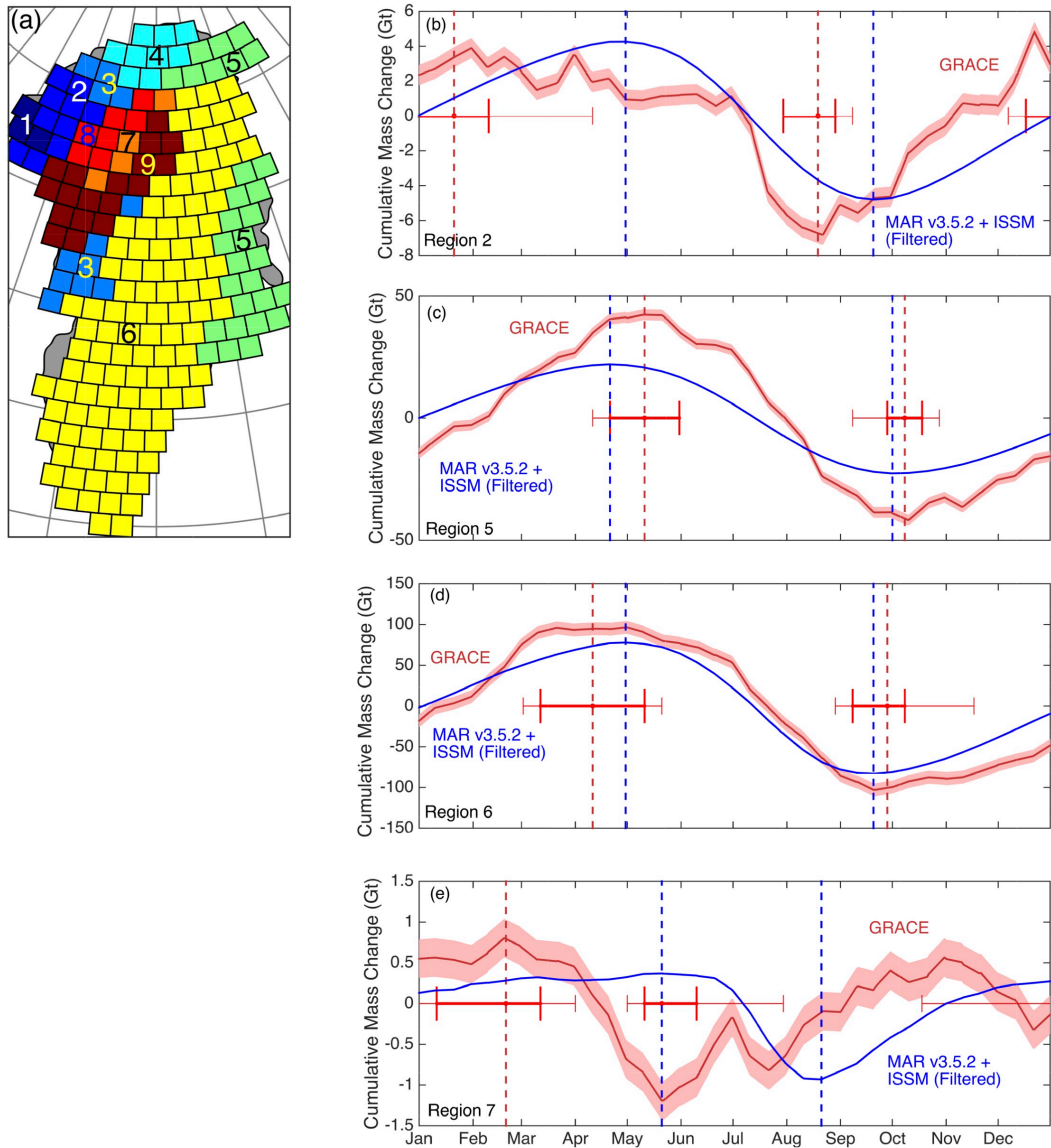 (a)
4
5
3
2
1
8
7
9
5
3
6
Cumulative Mass Change (Gt)
6
4
2
0
-2
-4
-6
-8
(b)
GRACE
MAR v3.5.2 + ISSM
(Filtered)
Region 2
Cumulative Mass Change (Gt)
50
0
-50
(c)
GRACE
MAR v3.5.2 +
ISSM (Filtered)
Region 5
Cumulative Mass Change (Gt)
150
100
50
0
-50
-100
-150
(d)
GRACE
MAR v3.5.2 +
ISSM (Filtered)
Region 6
Cumulative Mass Change (Gt)
1.5
1
0.5
0
-0.5
-1
-1.5
(e)
GRACE
MAR v3.5.2 +
ISSM (Filtered)
Region 7
Jan Feb Mar Apr May Jun Jul Aug Sep Oct Nov Dec